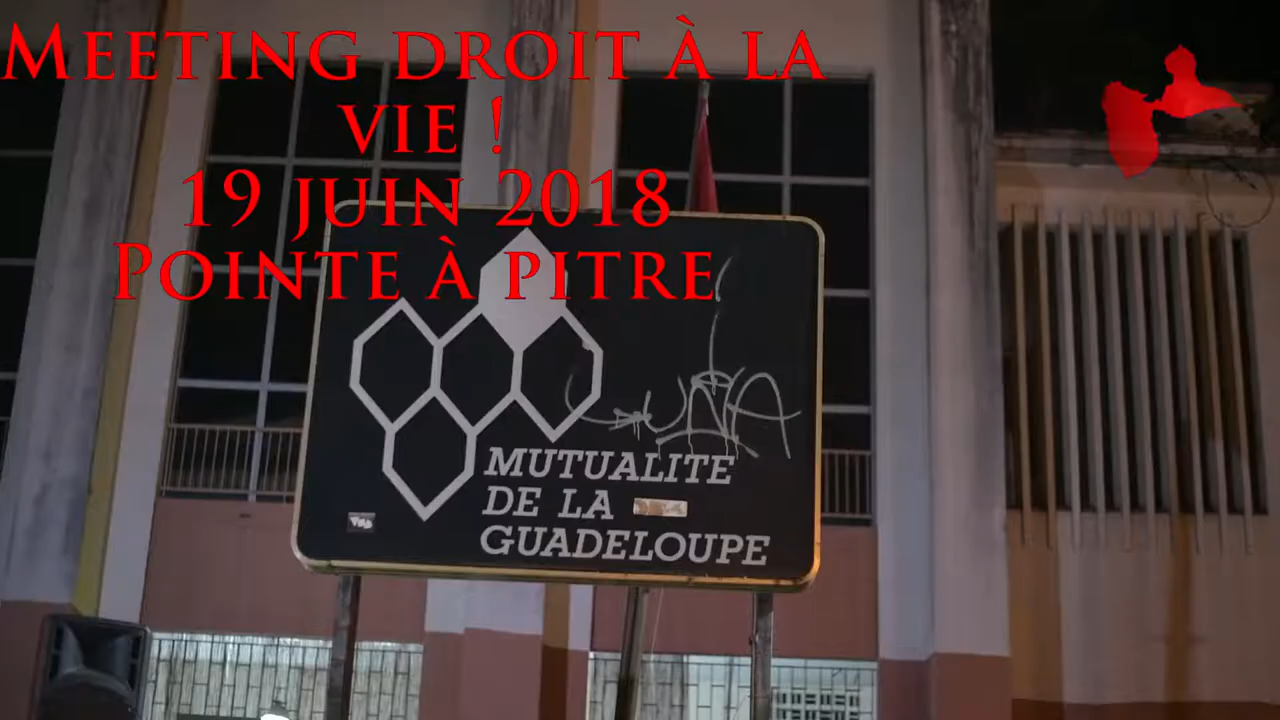 Meeting droit à la
vie !
19 juin 2018
Pointe à pitre
MUTUALITE
DE LA
GUADELOUPE